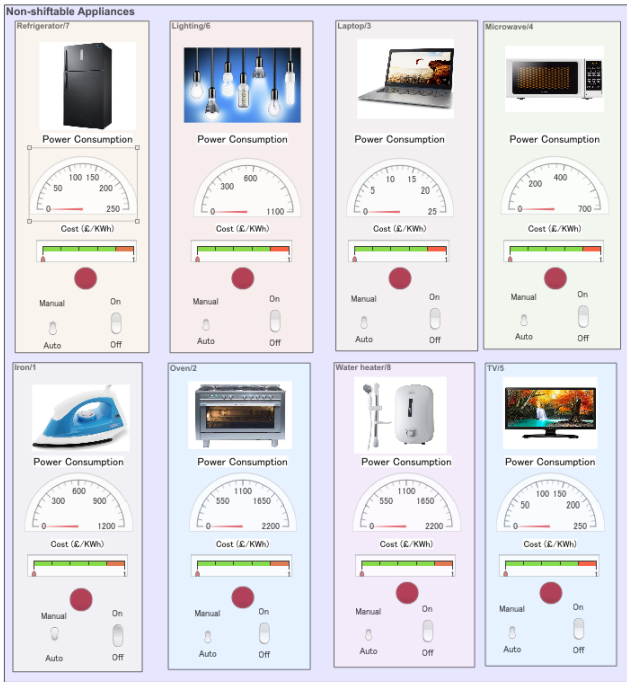 Non-shiftable Appliances
Refrigerator/7
Power Consumption
0 50 100 150 200 250
Cost (£/KWh)
0 1
Manual On
Auto Off
Lighting/6
Power Consumption
0 300 600 1100
Cost (£/KWh)
0 1
Manual On
Auto Off
Laptop/3
Power Consumption
0 5 10 15 20 25
Cost (£/KWh)
0 1
Manual On
Auto Off
Microwave/4
Power Consumption
0 200 400 700
Cost (£/KWh)
0 1
Manual On
Auto Off
Iron/1
Power Consumption
0 300 600 900 1200
Cost (£/KWh)
1
Manual On
Auto Off
Oven/2
Power Consumption
0 550 1100 1650 2200
Cost (£/KWh)
1
Manual On
Auto Off
Water heater/8
Power Consumption
0 550 1100 1650 2200
Cost (£/KWh)
1
Manual On
Auto Off
TV/5
Power Consumption
0 50 100 150 200 250
Cost (£/KWh)
1
Manual On
Auto Off